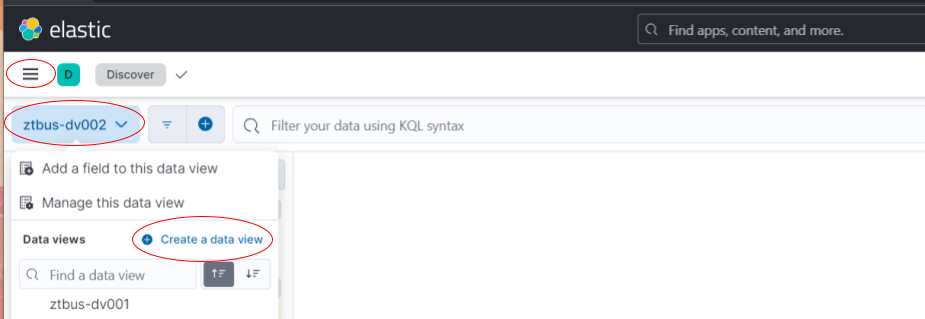 elastic
Find apps, content, and more.
D
Discover
ztbus-dv002
Filter your data using KQL syntax
Add a field to this data view
Manage this data view
Data views
Create a data view
Find a data view
ztbus-dv001